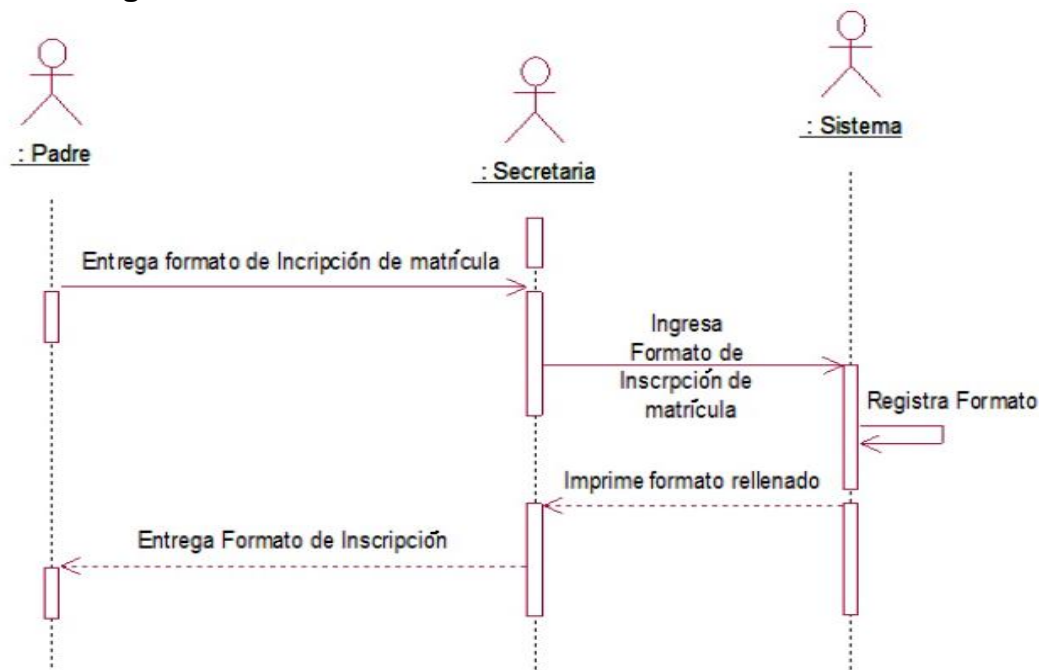 : Padre
: Secretaria
: Sistema
Entrega formato de Incripción de matrícula
Ingresa
Formato de
Inscrpción de
matrícula
Registra Formato
Imprime formato rellenado
Entrega Formato de Inscripción